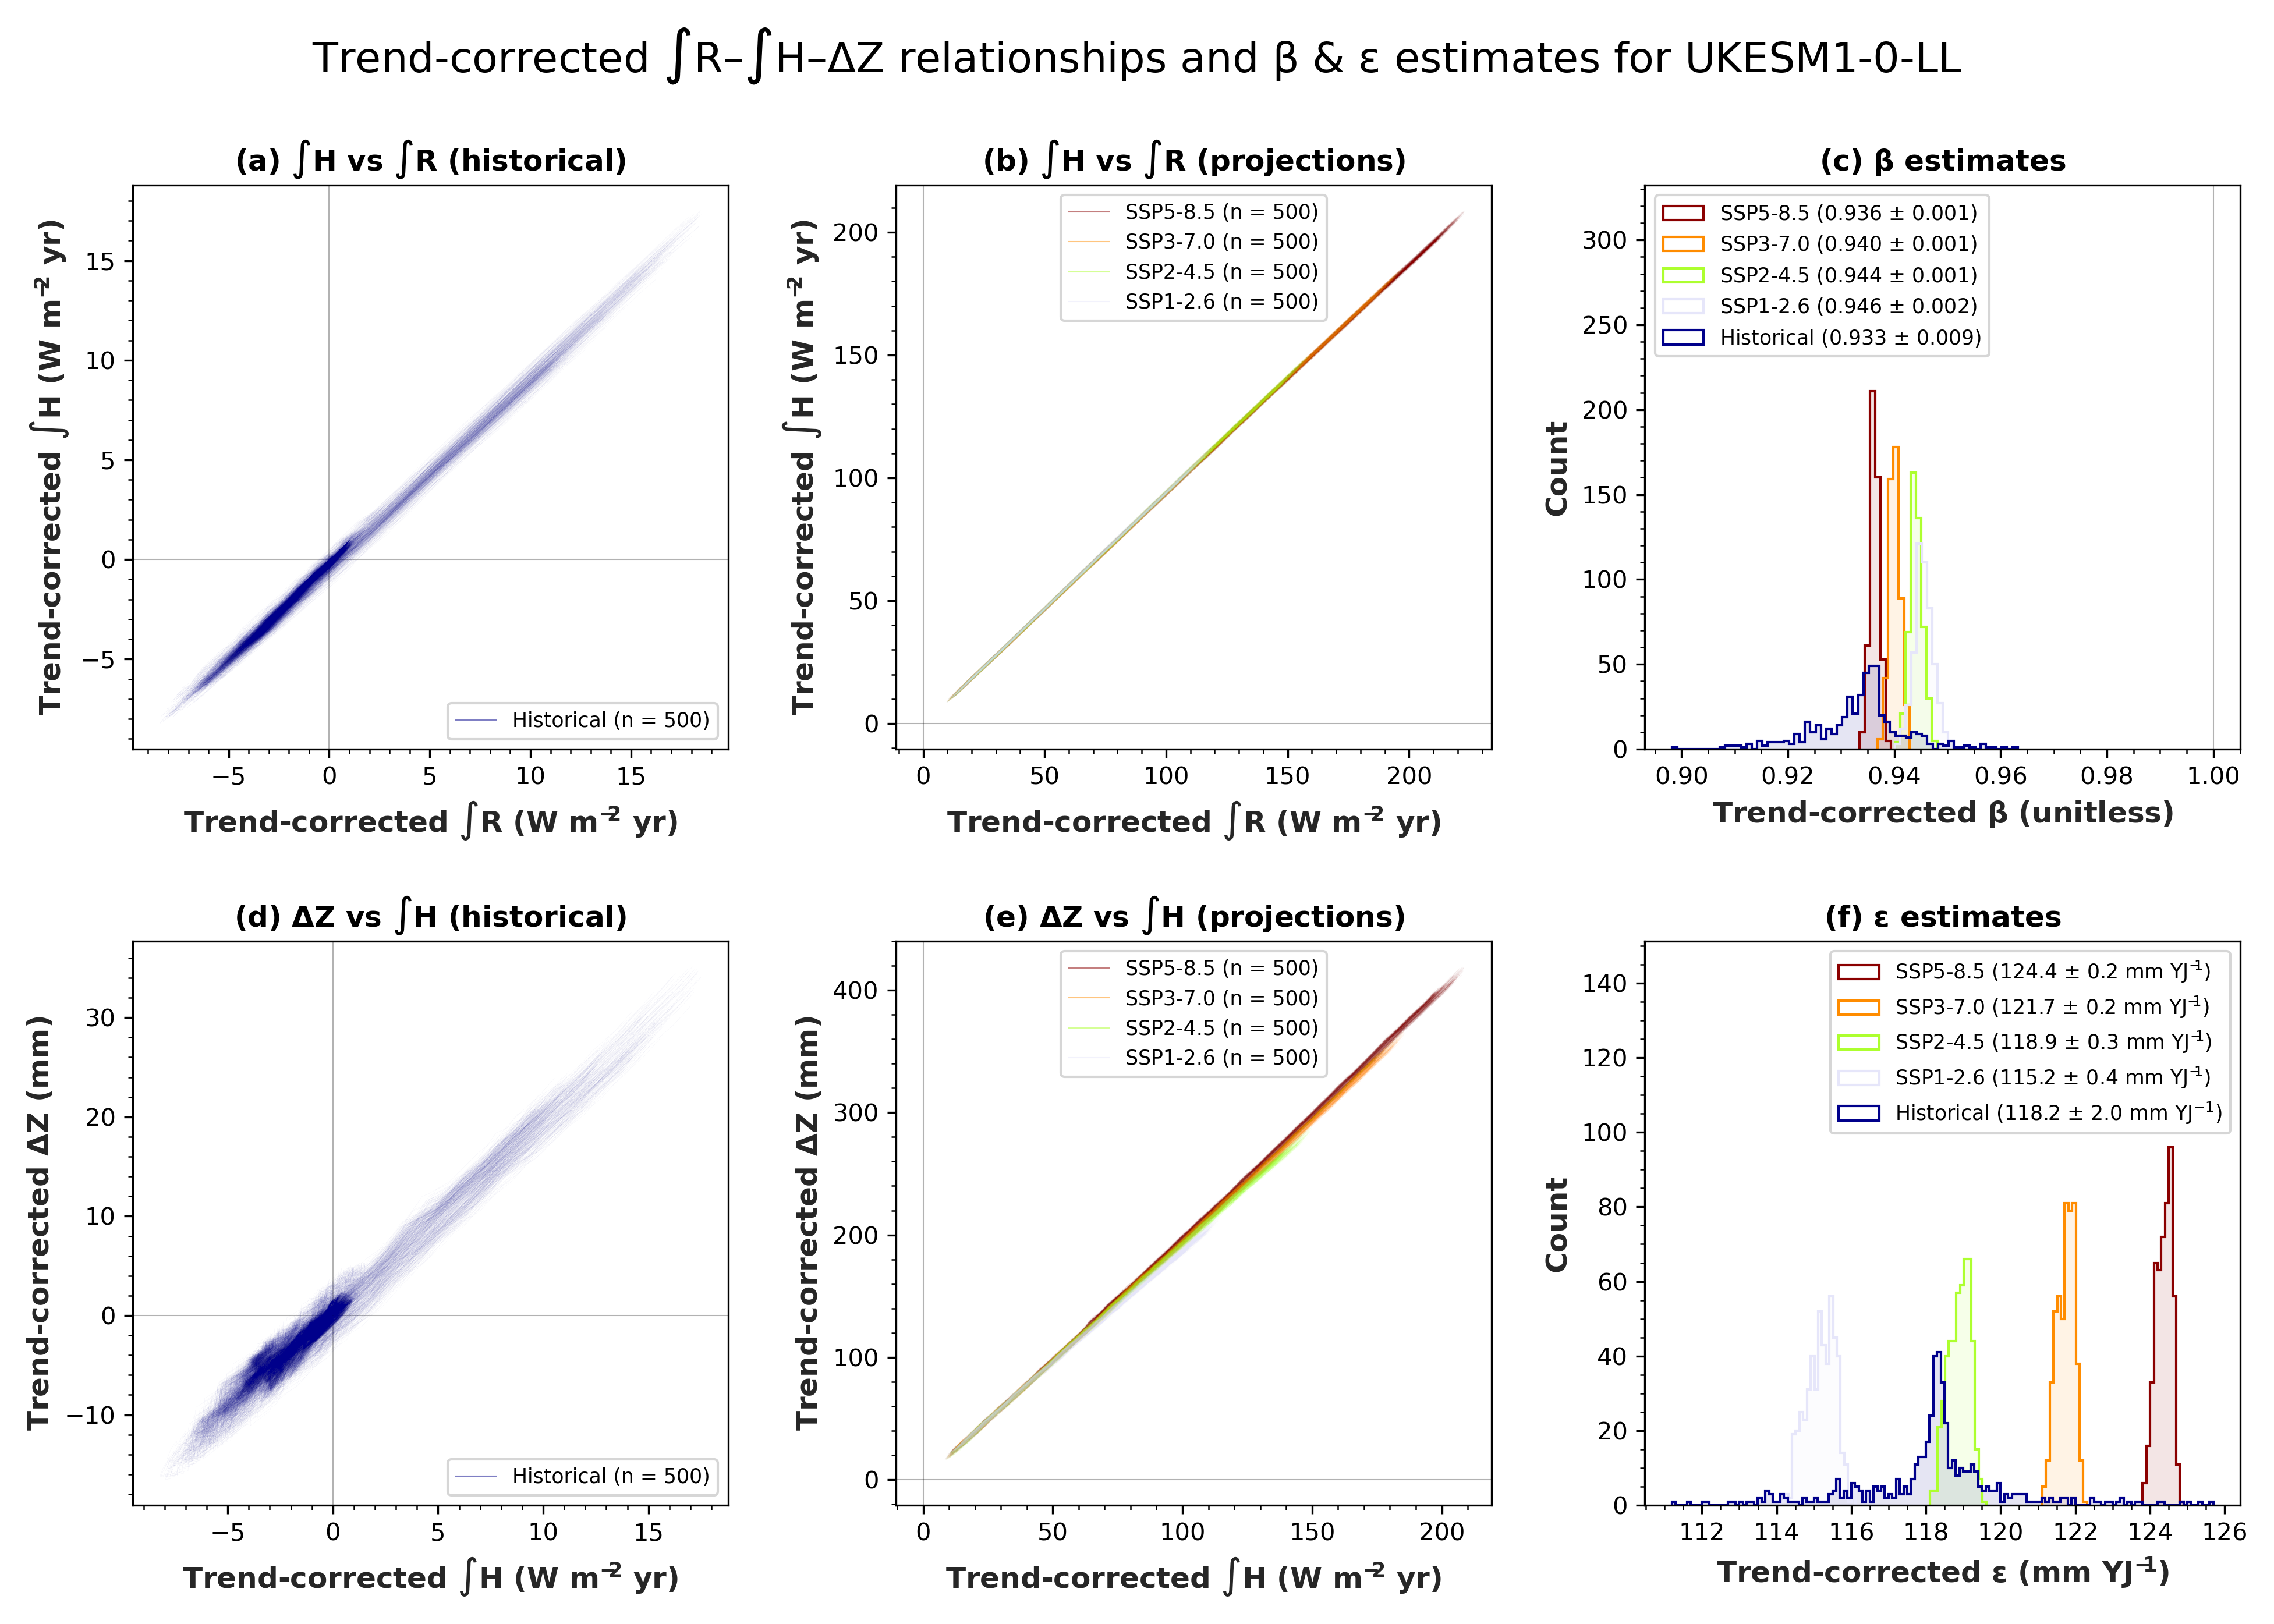 Trend-corrected ∫R–∫H–ΔZ relationships and β & ε estimates for UKESM1-0-LL
(a) ∫H vs ∫R (historical)
Trend-corrected ∫H (W m⁻² yr)
15
10
5
0
−5
Historical (n = 500)
−5 0 5 10 15
Trend-corrected ∫R (W m⁻² yr)
(b) ∫H vs ∫R (projections)
Trend-corrected ∫H (W m⁻² yr)
200
150
100
50
0
SSP5-8.5 (n = 500)
SSP3-7.0 (n = 500)
SSP2-4.5 (n = 500)
SSP1-2.6 (n = 500)
0 50 100 150 200
Trend-corrected ∫R (W m⁻² yr)
(c) β estimates
Count
300
250
200
150
100
50
0
SSP5-8.5 (0.936 ± 0.001)
SSP3-7.0 (0.940 ± 0.001)
SSP2-4.5 (0.944 ± 0.001)
SSP1-2.6 (0.946 ± 0.002)
Historical (0.933 ± 0.009)
0.90 0.92 0.94 0.96 0.98 1.00
Trend-corrected β (unitless)
(d) ΔZ vs ∫H (historical)
Trend-corrected ΔZ (mm)
30
20
10
0
−10
Historical (n = 500)
−5 0 5 10 15
Trend-corrected ∫H (W m⁻² yr)
(e) ΔZ vs ∫H (projections)
Trend-corrected ΔZ (mm)
400
300
200
100
0
SSP5-8.5 (n = 500)
SSP3-7.0 (n = 500)
SSP2-4.5 (n = 500)
SSP1-2.6 (n = 500)
0 50 100 150 200
Trend-corrected ∫H (W m⁻² yr)
(f) ε estimates
Count
140
120
100
80
60
40
20
0
SSP5-8.5 (124.4 ± 0.2 mm YJ⁻¹)
SSP3-7.0 (121.7 ± 0.2 mm YJ⁻¹)
SSP2-4.5 (118.9 ± 0.3 mm YJ⁻¹)
SSP1-2.6 (115.2 ± 0.4 mm YJ⁻¹)
Historical (118.2 ± 2.0 mm YJ⁻¹)
112 114 116 118 120 122 124 126
Trend-corrected ε (mm YJ⁻¹)